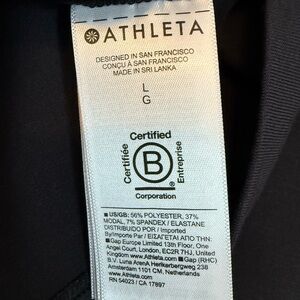 ATHLETA
DESIGNED IN SAN FRANCISCO
CONÇU À SAN FRANCISCO
MADE IN SRI LANKA
L
G
Certified
Certifiée
B
Entreprise
®
Corporation
■ US/GB: 56% POLYESTER, 37%
MODAL, 7% SPANDEX / ELASTANE
DISTRIBUIDO POR / Imported
By/Importe Par / ΕΙΣΑΓΕΤΑΙ ΑΠΟ ΤΗΝ:
■ Gap Europe Limited 13th Floor, One
Angel Court, London, EC2R 7HJ, United
Kingdom www.Athleta.com ■ Gap (RHC)
B.V. Luna ArenA Herikerbergweg 238
Amsterdam 1101 CM, Netherlands
www.Athleta.com
RN 54023 / CA 17897